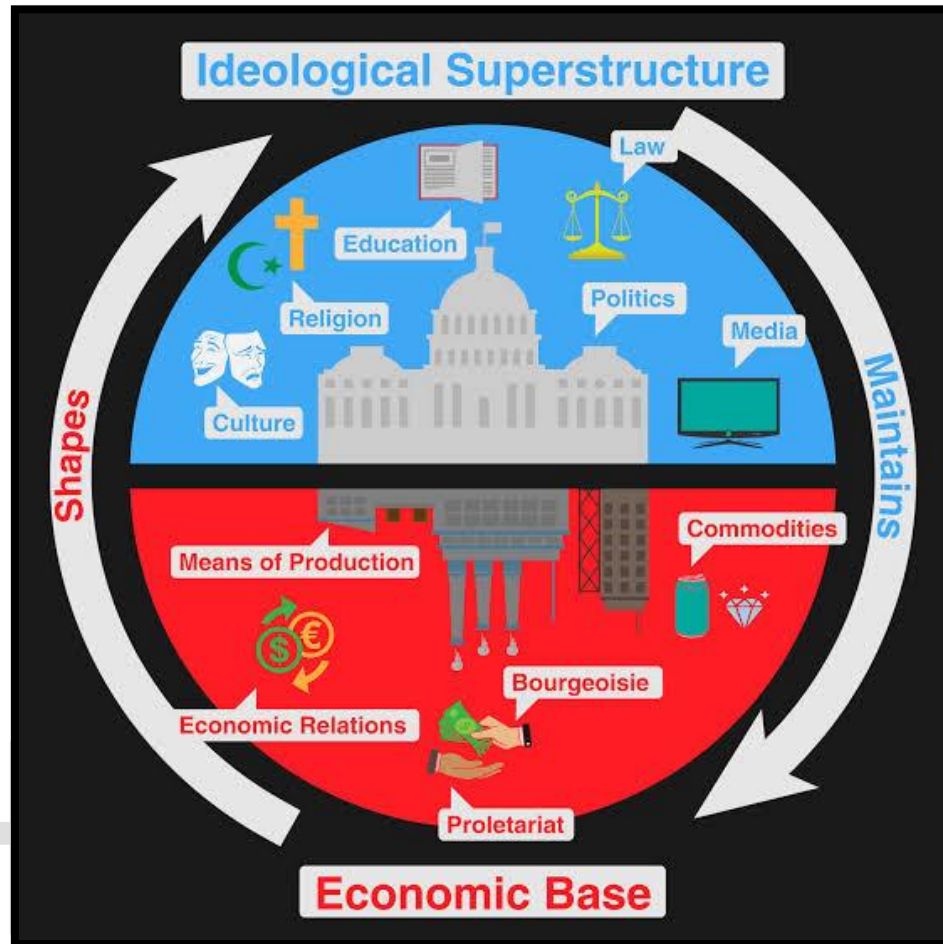 Ideological Superstructure
Law
Education
Politics
Religion
Media
Culture
Shapes
Maintains
Commodities
Means of Production
$
€
Bourgeoisie
Economic Relations
Proletariat
Economic Base